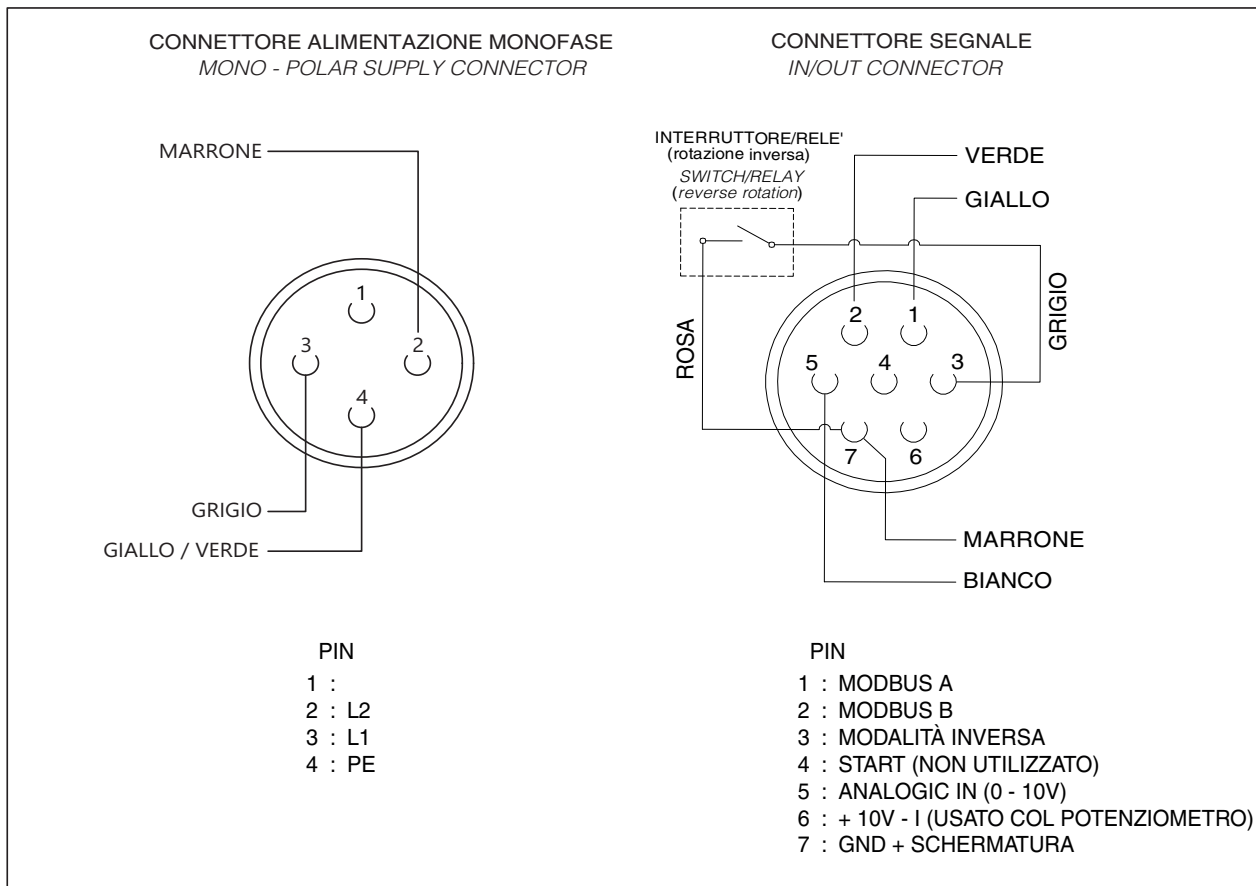 CONNETTORE ALIMENTAZIONE MONOFASE
MONO - POLAR SUPPLY CONNECTOR
MARRONE
1
3
2
4
GRIGIO
GIALLO / VERDE
PIN
1 :
2 : L2
3 : L1
4 : PE
CONNETTORE SEGNALE
IN/OUT CONNECTOR
INTERRUTTORE/RELE'
(rotazione inversa)
SWITCH/RELAY
(reverse rotation)
VERDE
GIALLO
ROSA
GRIGIO
2
1
5
4
3
7
6
MARRONE
BIANCO
PIN
1 : MODBUS A
2 : MODBUS B
3 : MODALITÀ INVERSA
4 : START (NON UTILIZZATO)
5 : ANALOGIC IN (0 - 10V)
6 : + 10V - I (USATO COL POTENZIOMETRO)
7 : GND + SCHERMATURA